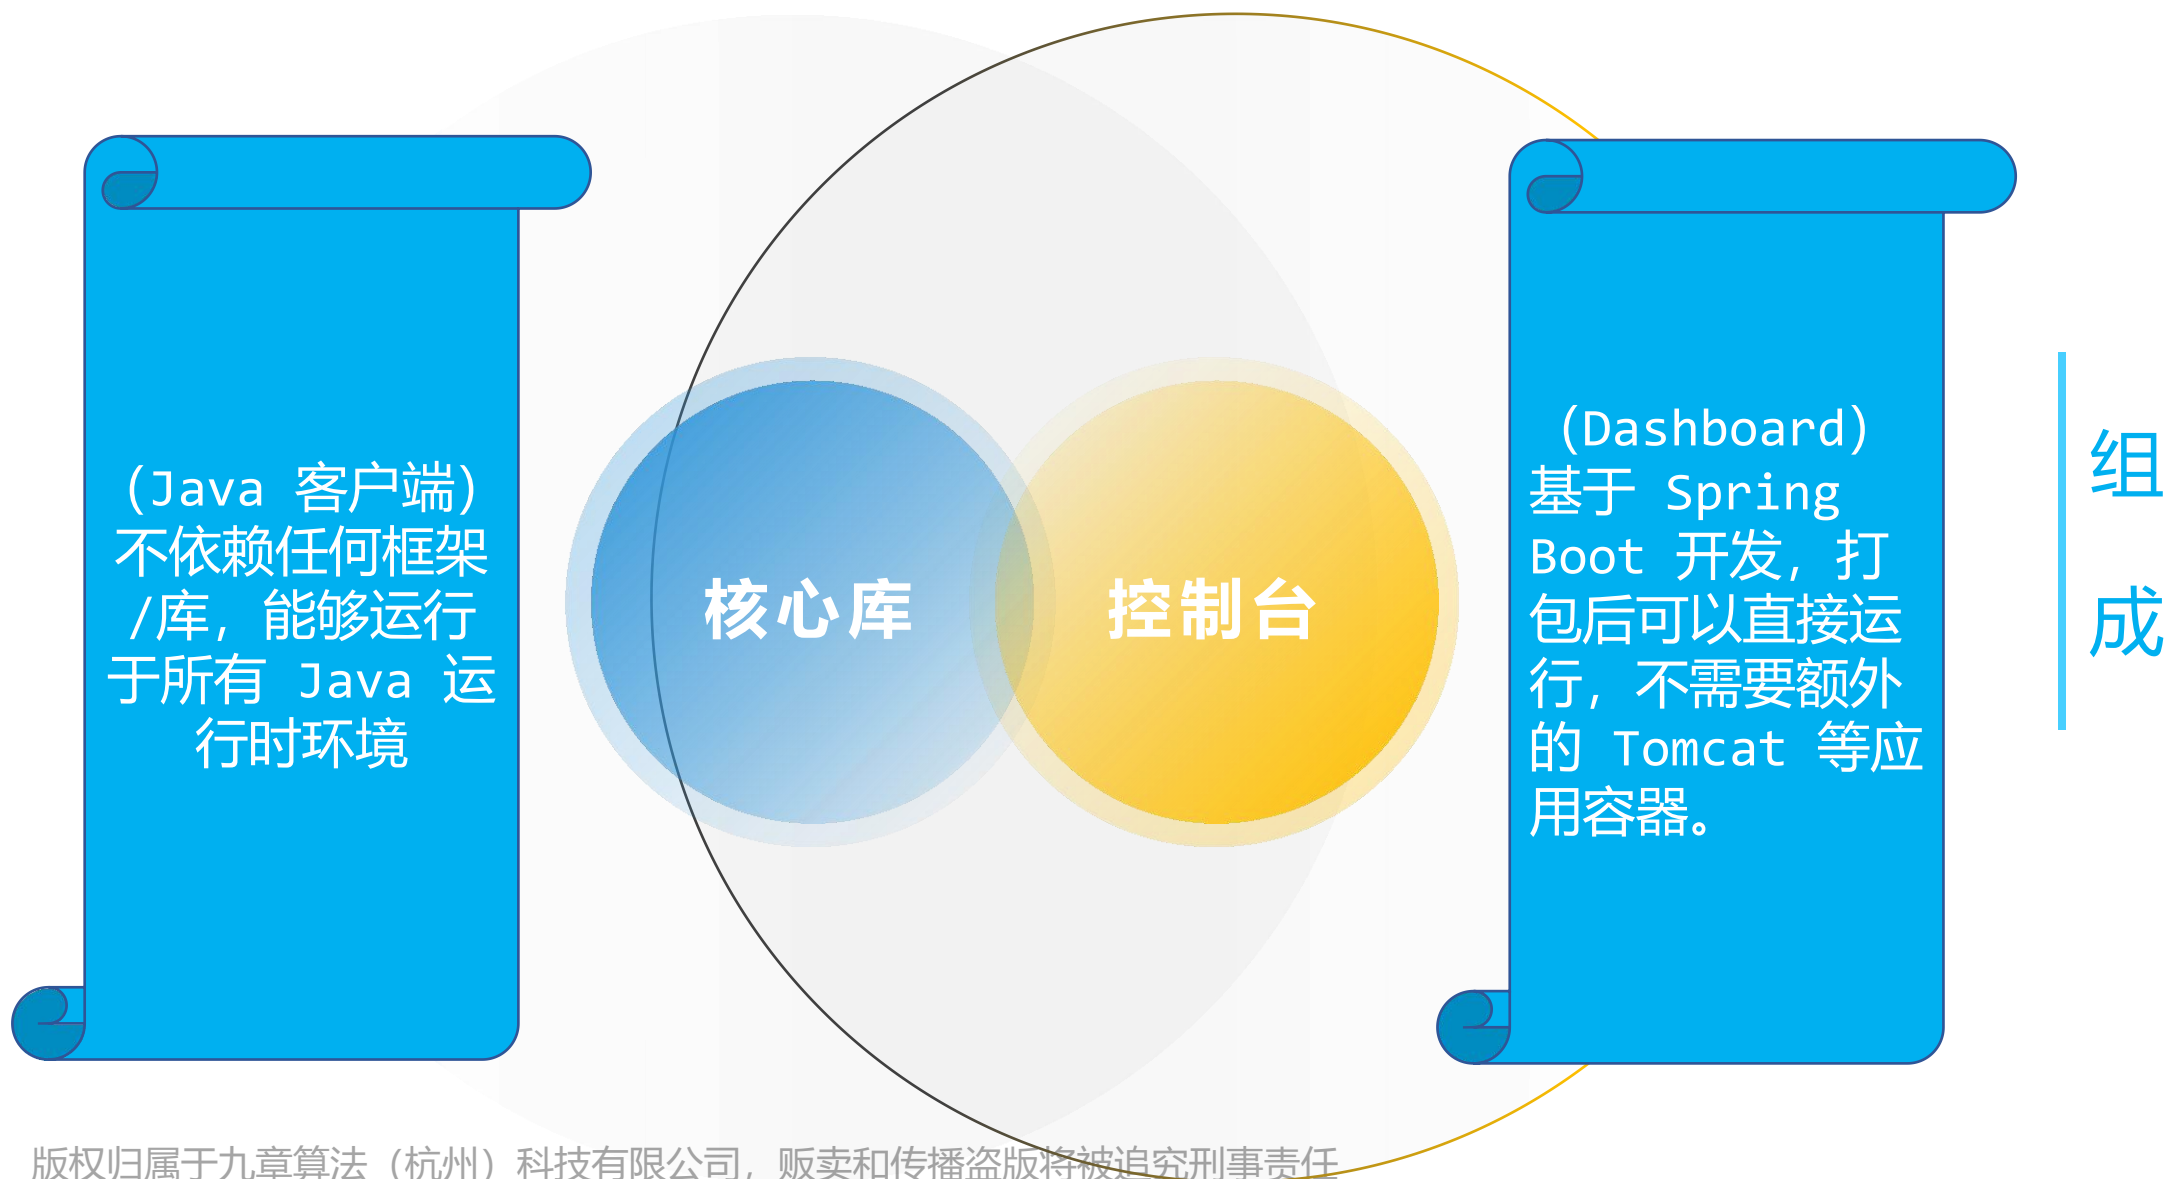 （Java 客户端）
不依赖任何框架
/库，能够运行
于所有 Java 运
行时环境
核心库
控制台
（Dashboard）
基于 Spring
Boot 开发，打
包后可以直接运
行，不需要额外
的 Tomcat 等应
用容器。
组
成
版权归属于九章算法（杭州）科技有限公司，贩卖和传播盗版将被追究刑事责任